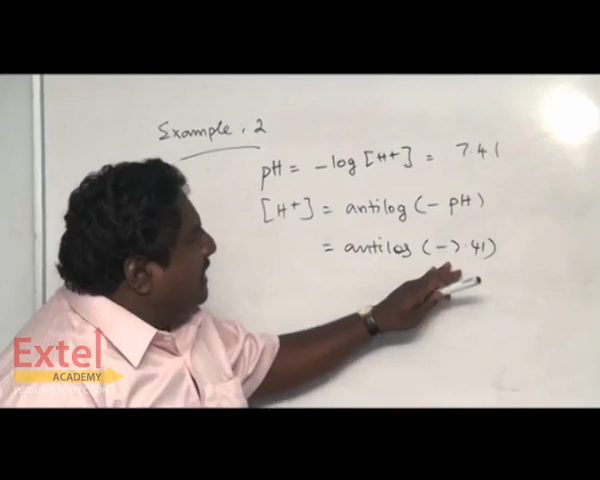 Example . 2
pH = -log [H+] = 7.41
[H+] = antilog (- pH)
= antilog (-7.41)
Extel
ACADEMY